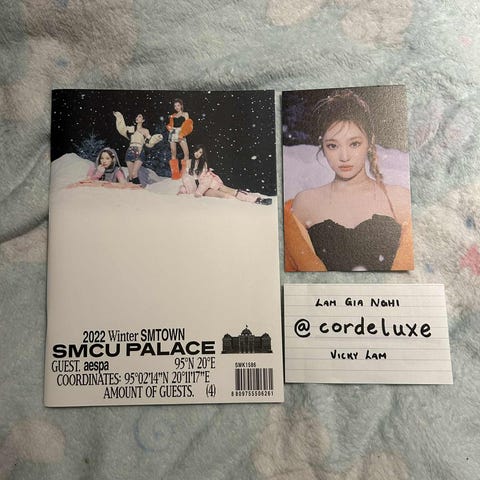 2022 Winter SMTOWN
SMCU PALACE
GUEST. aespa 95°N 20°E
COORDINATES: 95°02'14"N 20°11'17"E
AMOUNT OF GUESTS. (4)
SMK1586
8 809755 506261
LAM GIA NGHI
@ cordeluxe
VICKY LAM